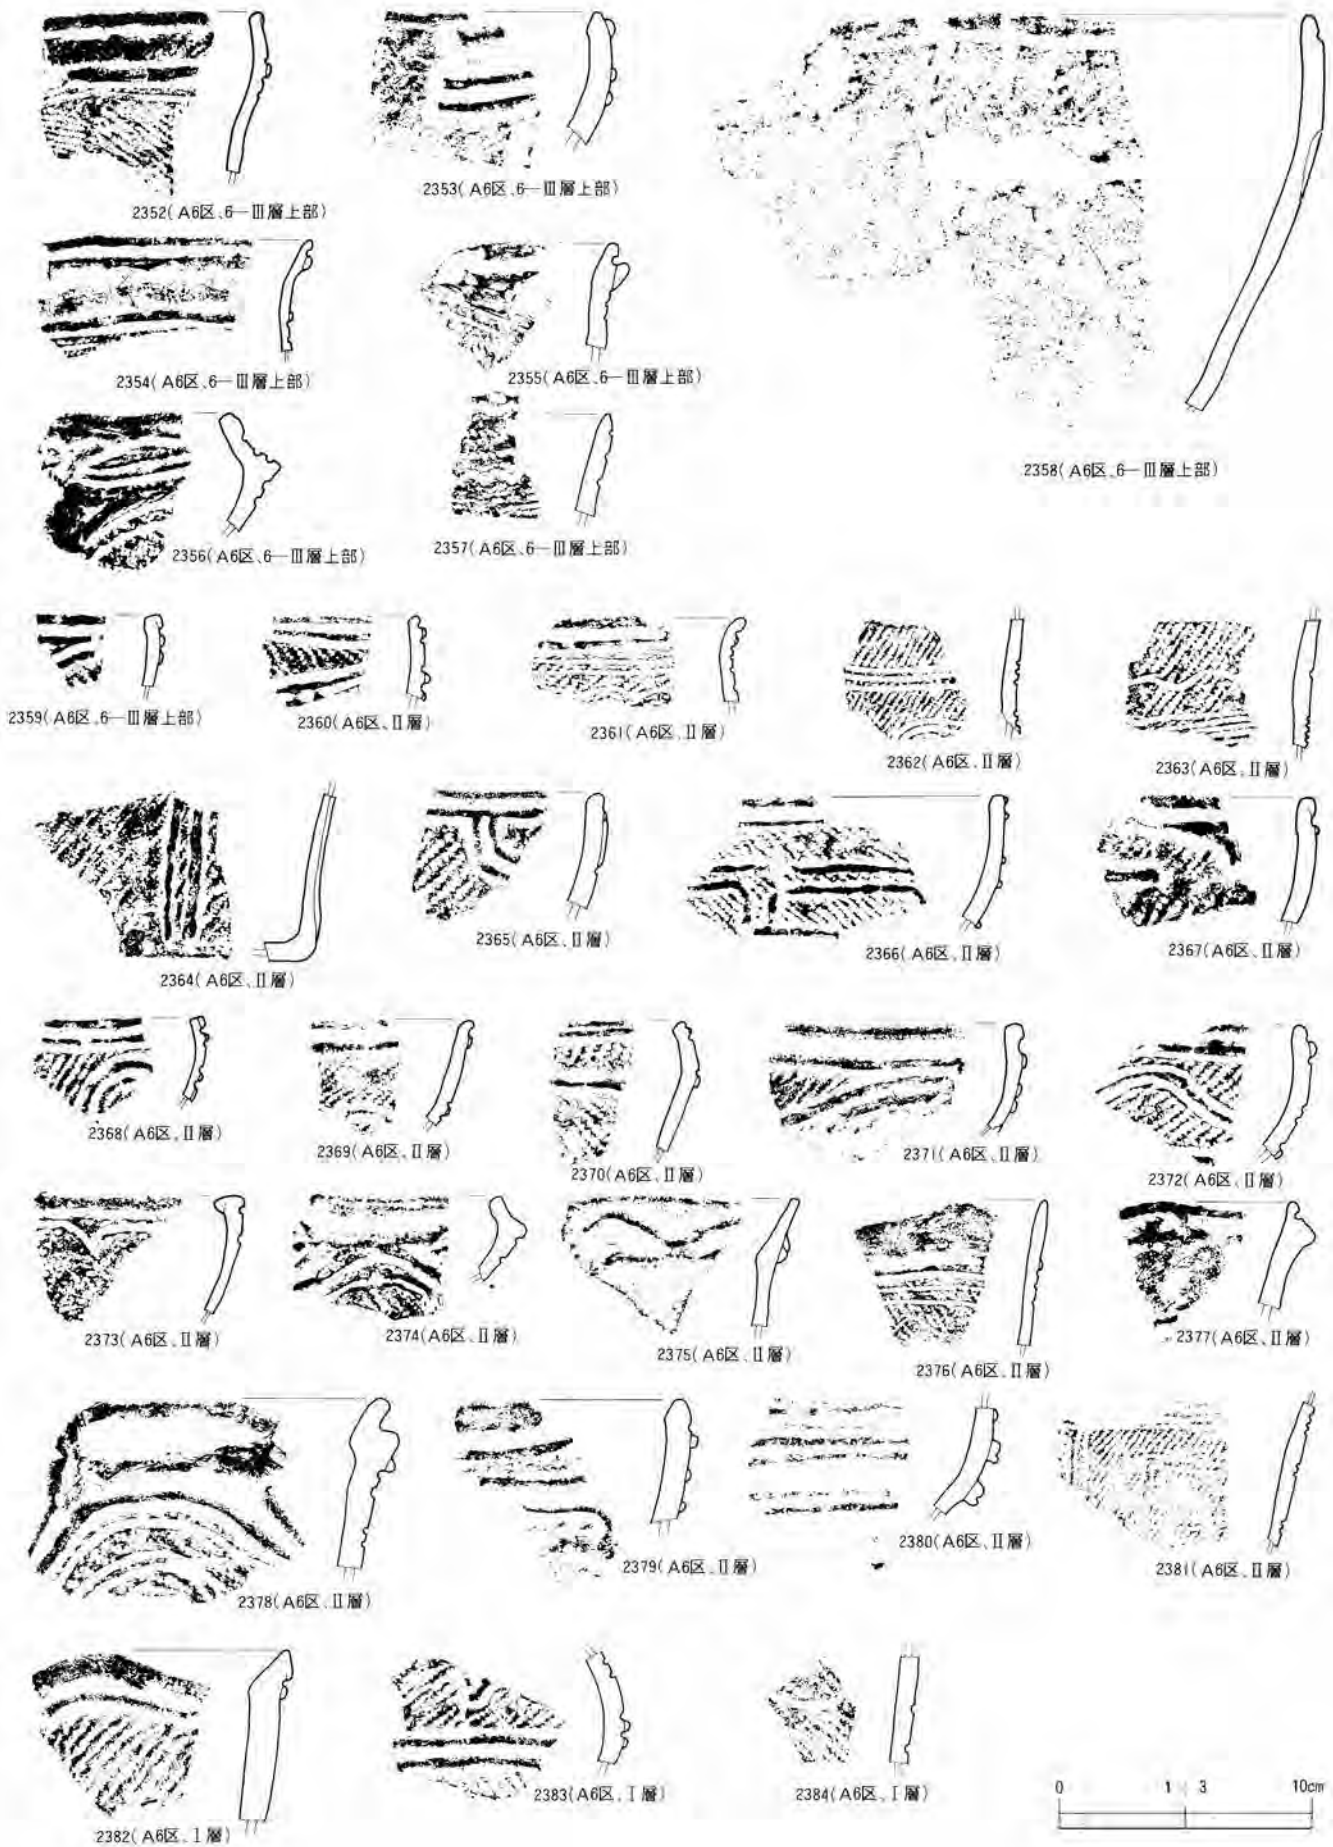 2352(A6区、6—Ⅲ層上部)
2353(A6区、6—Ⅲ層上部)
2354(A6区、6—Ⅲ層上部)
2355(A6区、6—Ⅲ層上部)
2356(A6区、6—Ⅲ層上部)
2357(A6区、6—Ⅲ層上部)
2358(A6区、6—Ⅲ層上部)
2359(A6区、6—Ⅲ層上部)
2360(A6区、Ⅱ層)
2361(A6区、Ⅱ層)
2362(A6区、Ⅱ層)
2363(A6区、Ⅱ層)
2364(A6区、Ⅱ層)
2365(A6区、Ⅱ層)
2366(A6区、Ⅱ層)
2367(A6区、Ⅱ層)
2368(A6区、Ⅱ層)
2369(A6区、Ⅱ層)
2370(A6区、Ⅱ層)
2371(A6区、Ⅱ層)
2372(A6区、Ⅱ層)
2373(A6区、Ⅱ層)
2374(A6区、Ⅱ層)
2375(A6区、Ⅱ層)
2376(A6区、Ⅱ層)
2377(A6区、Ⅱ層)
2378(A6区、Ⅱ層)
2379(A6区、Ⅱ層)
2380(A6区、Ⅱ層)
2381(A6区、Ⅱ層)
2382(A6区、Ⅰ層)
2383(A6区、Ⅰ層)
2384(A6区、Ⅰ層)
0 1 3 10cm